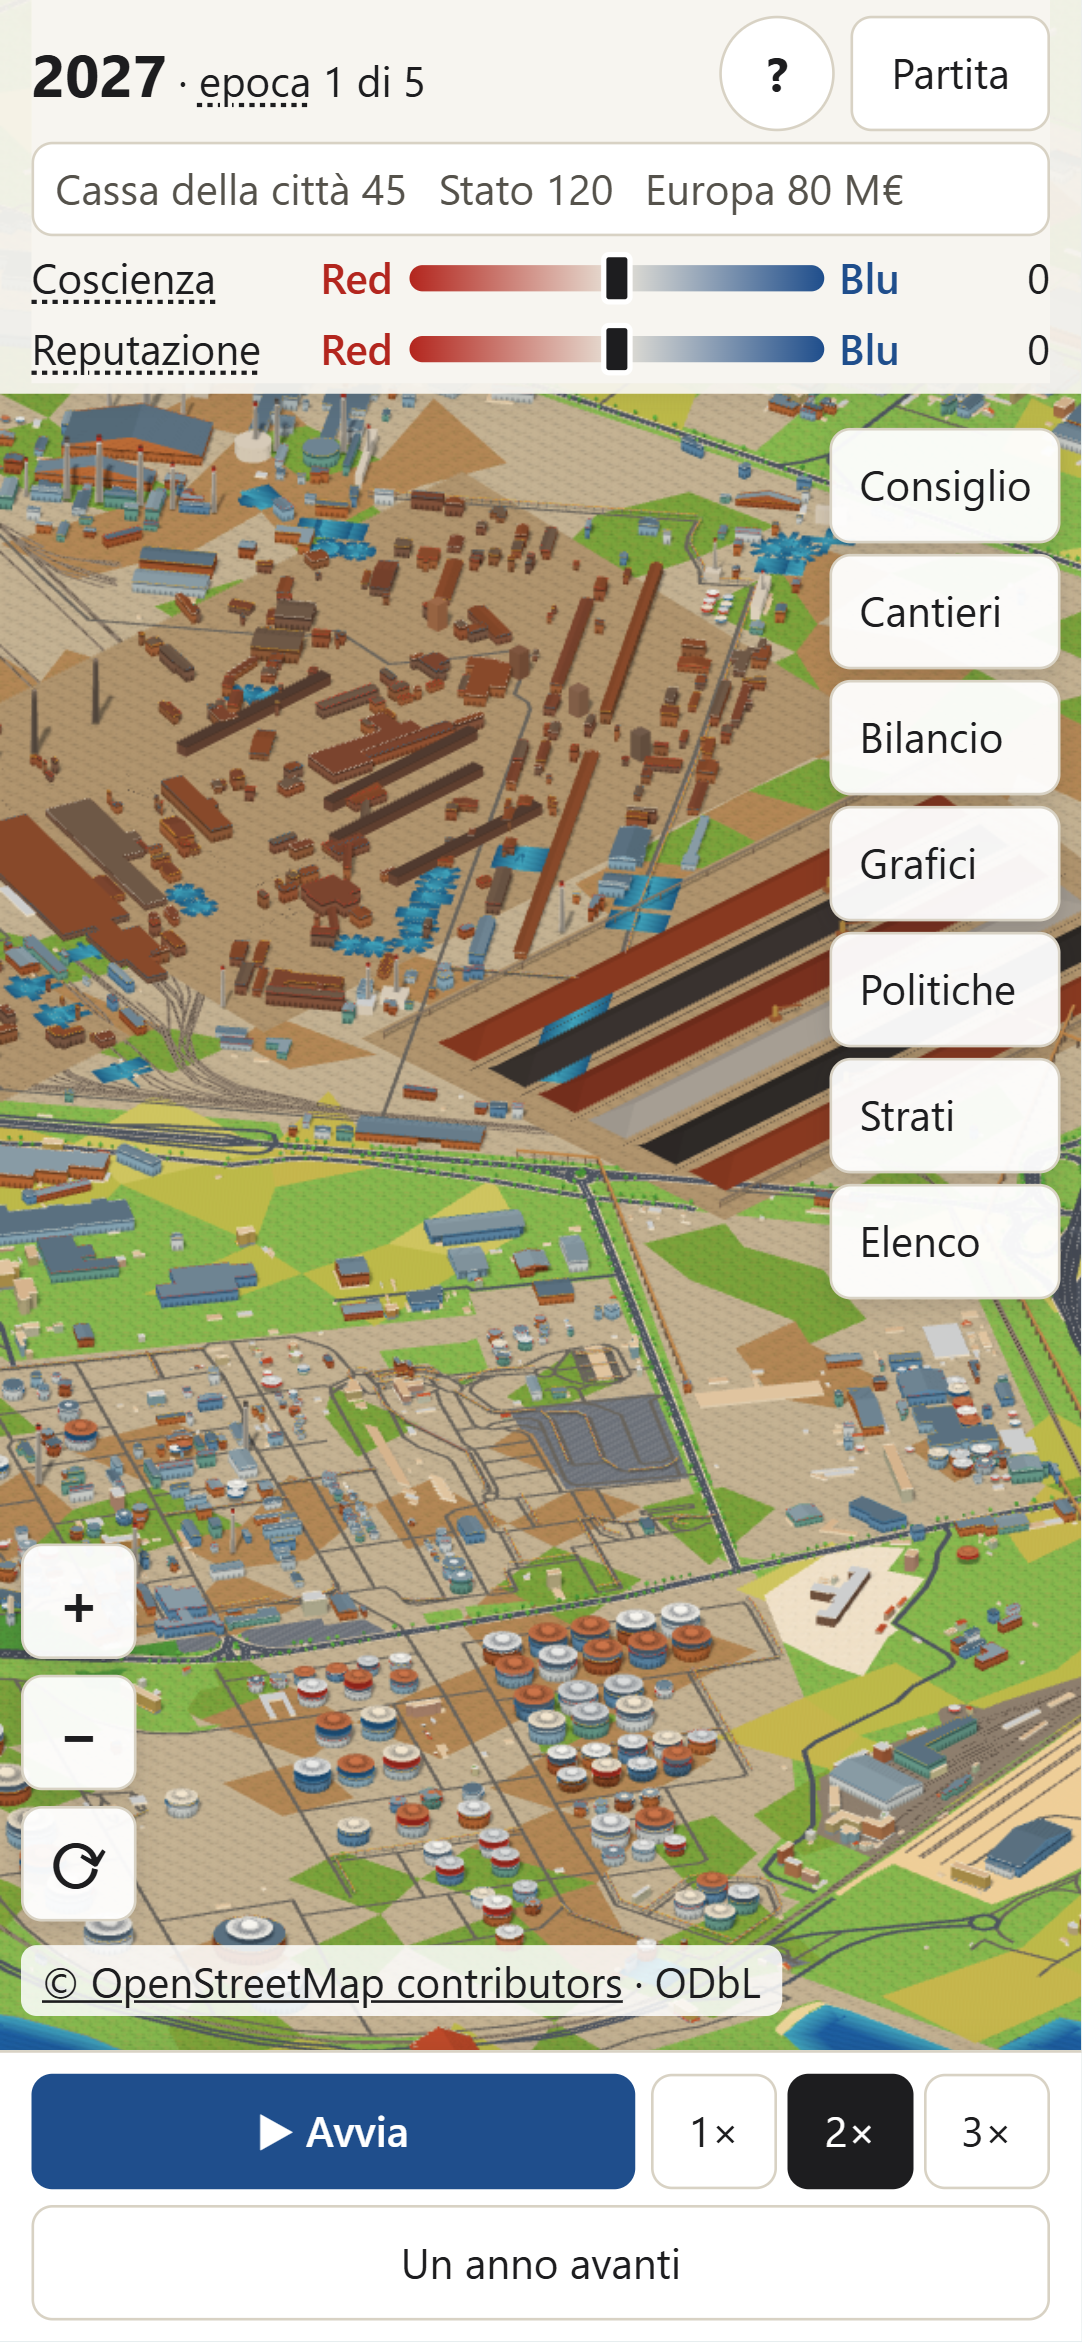 2027 · epoca 1 di 5
?
Partita
Cassa della città 45 Stato 120 Europa 80 M€
Coscienza Red Blu 0
Reputazione Red Blu 0
Consiglio
Cantieri
Bilancio
Grafici
Politiche
Strati
Elenco
+
−
⟳
© OpenStreetMap contributors · ODbL
▶ Avvia
1×
2×
3×
Un anno avanti